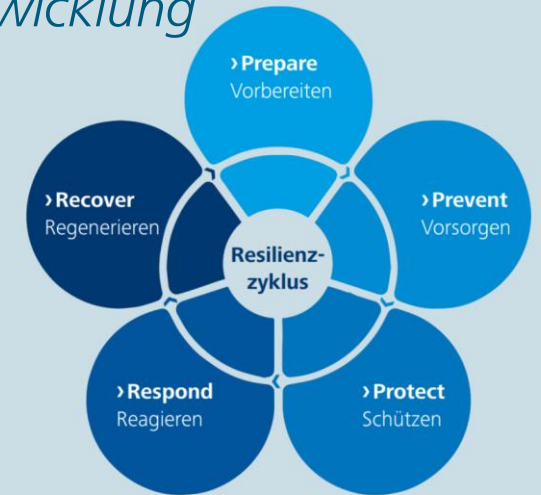 wicklung
› Prepare
Vorbereiten
› Prevent
Vorsorgen
› Protect
Schützen
› Respond
Reagieren
› Recover
Regenerieren
Resilienz-
zyklus